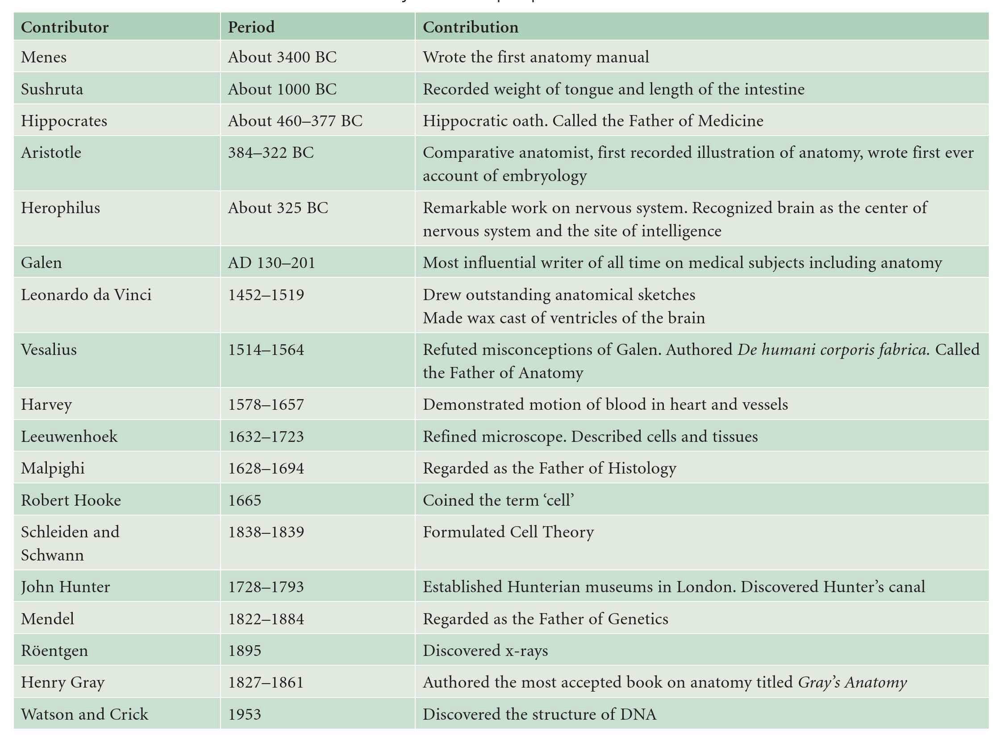 Contributor Period Contribution
Menes About 3400 BC Wrote the first anatomy manual
Sushruta About 1000 BC Recorded weight of tongue and length of the intestine
Hippocrates About 460–377 BC Hippocratic oath. Called the Father of Medicine
Aristotle 384–322 BC Comparative anatomist, first recorded illustration of anatomy, wrote first ever
account of embryology
Herophilus About 325 BC Remarkable work on nervous system. Recognized brain as the center of
nervous system and the site of intelligence
Galen AD 130–201 Most influential writer of all time on medical subjects including anatomy
Leonardo da Vinci 1452–1519 Drew outstanding anatomical sketches
Made wax cast of ventricles of the brain
Vesalius 1514–1564 Refuted misconceptions of Galen. Authored De humani corporis fabrica. Called
the Father of Anatomy
Harvey 1578–1657 Demonstrated motion of blood in heart and vessels
Leeuwenhoek 1632–1723 Refined microscope. Described cells and tissues
Malpighi 1628–1694 Regarded as the Father of Histology
Robert Hooke 1665 Coined the term ‘cell’
Schleiden and 1838–1839 Formulated Cell Theory
Schwann
John Hunter 1728–1793 Established Hunterian museums in London. Discovered Hunter’s canal
Mendel 1822–1884 Regarded as the Father of Genetics
Röentgen 1895 Discovered x-rays
Henry Gray 1827–1861 Authored the most accepted book on anatomy titled Gray’s Anatomy
Watson and Crick 1953 Discovered the structure of DNA